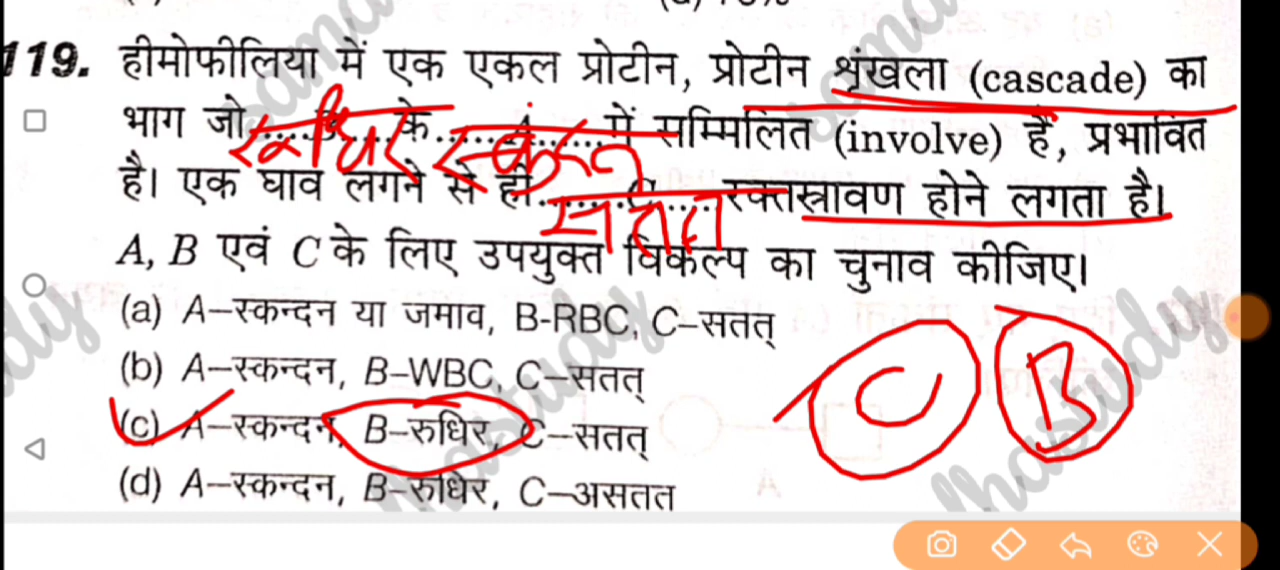 119. हीमोफीलिया में एक एकल प्रोटीन, प्रोटीन शृंखला (cascade) का
भाग जो......के......A......में सम्मिलित (involve) हैं, प्रभावित
रूधिर स्कंदन
है। एक घाव लगने से ही......C......रक्तस्रावण होने लगता है।
सतत
A, B एवं C के लिए उपयुक्त विकल्प का चुनाव कीजिए।
(a) A–स्कन्दन या जमाव, B-RBC, C–सतत्
(b) A–स्कन्दन, B–WBC, C–सतत्
(c) A–स्कन्दन, B–रुधिर, C–सतत्
(d) A–स्कन्दन, B–रुधिर, C–असतत
C B